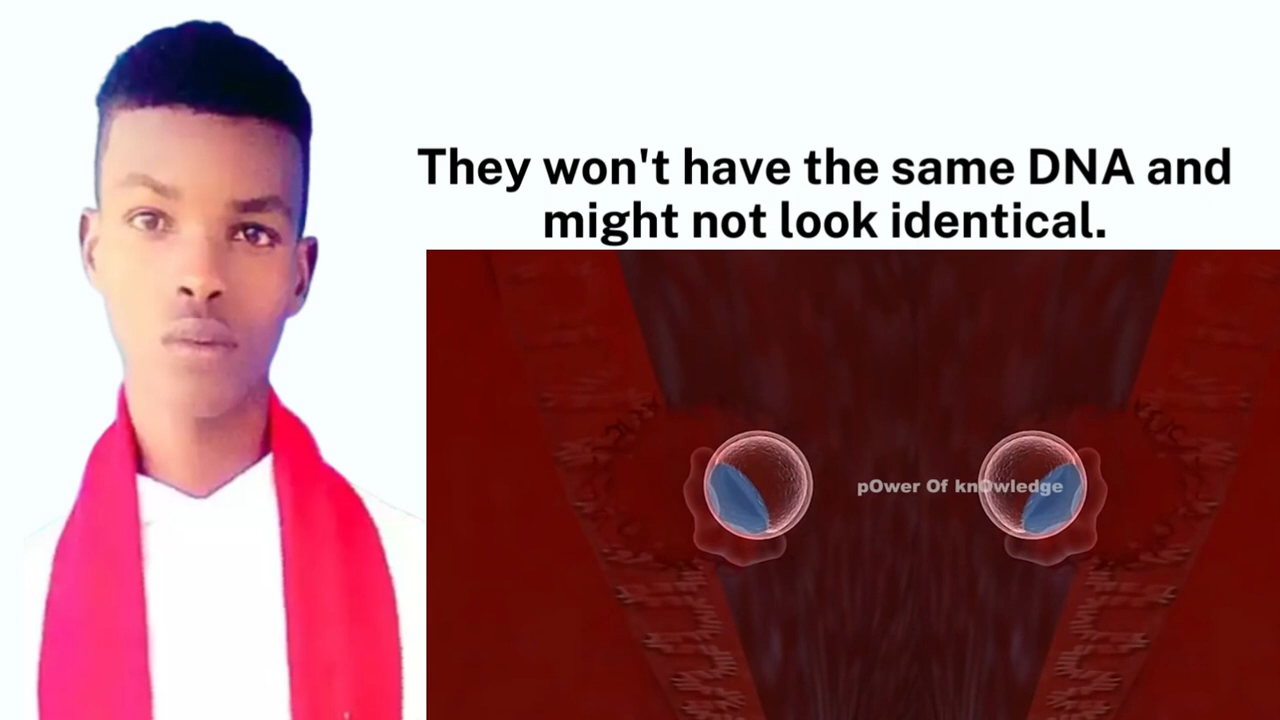 They won't have the same DNA and
might not look identical.
pOwer Of knOwledge